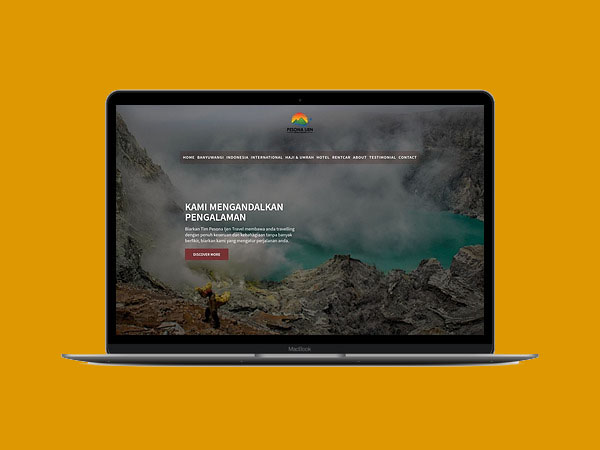 PESONA IJEN
HOME BANYUWANGI INDONESIA INTERNATIONAL HAJI & UMRAH HOTEL RENTCAR ABOUT TESTIMONIAL CONTACT
KAMI MENGANDALKAN
PENGALAMAN
Biarkan Tim Pesona Ijen Travel membawa anda travelling
dengan penuh keseruan dan kebahagiaan tanpa banyak
berfikir, biarkan kami yang mengatur perjalanan anda.
DISCOVER MORE
MacBook